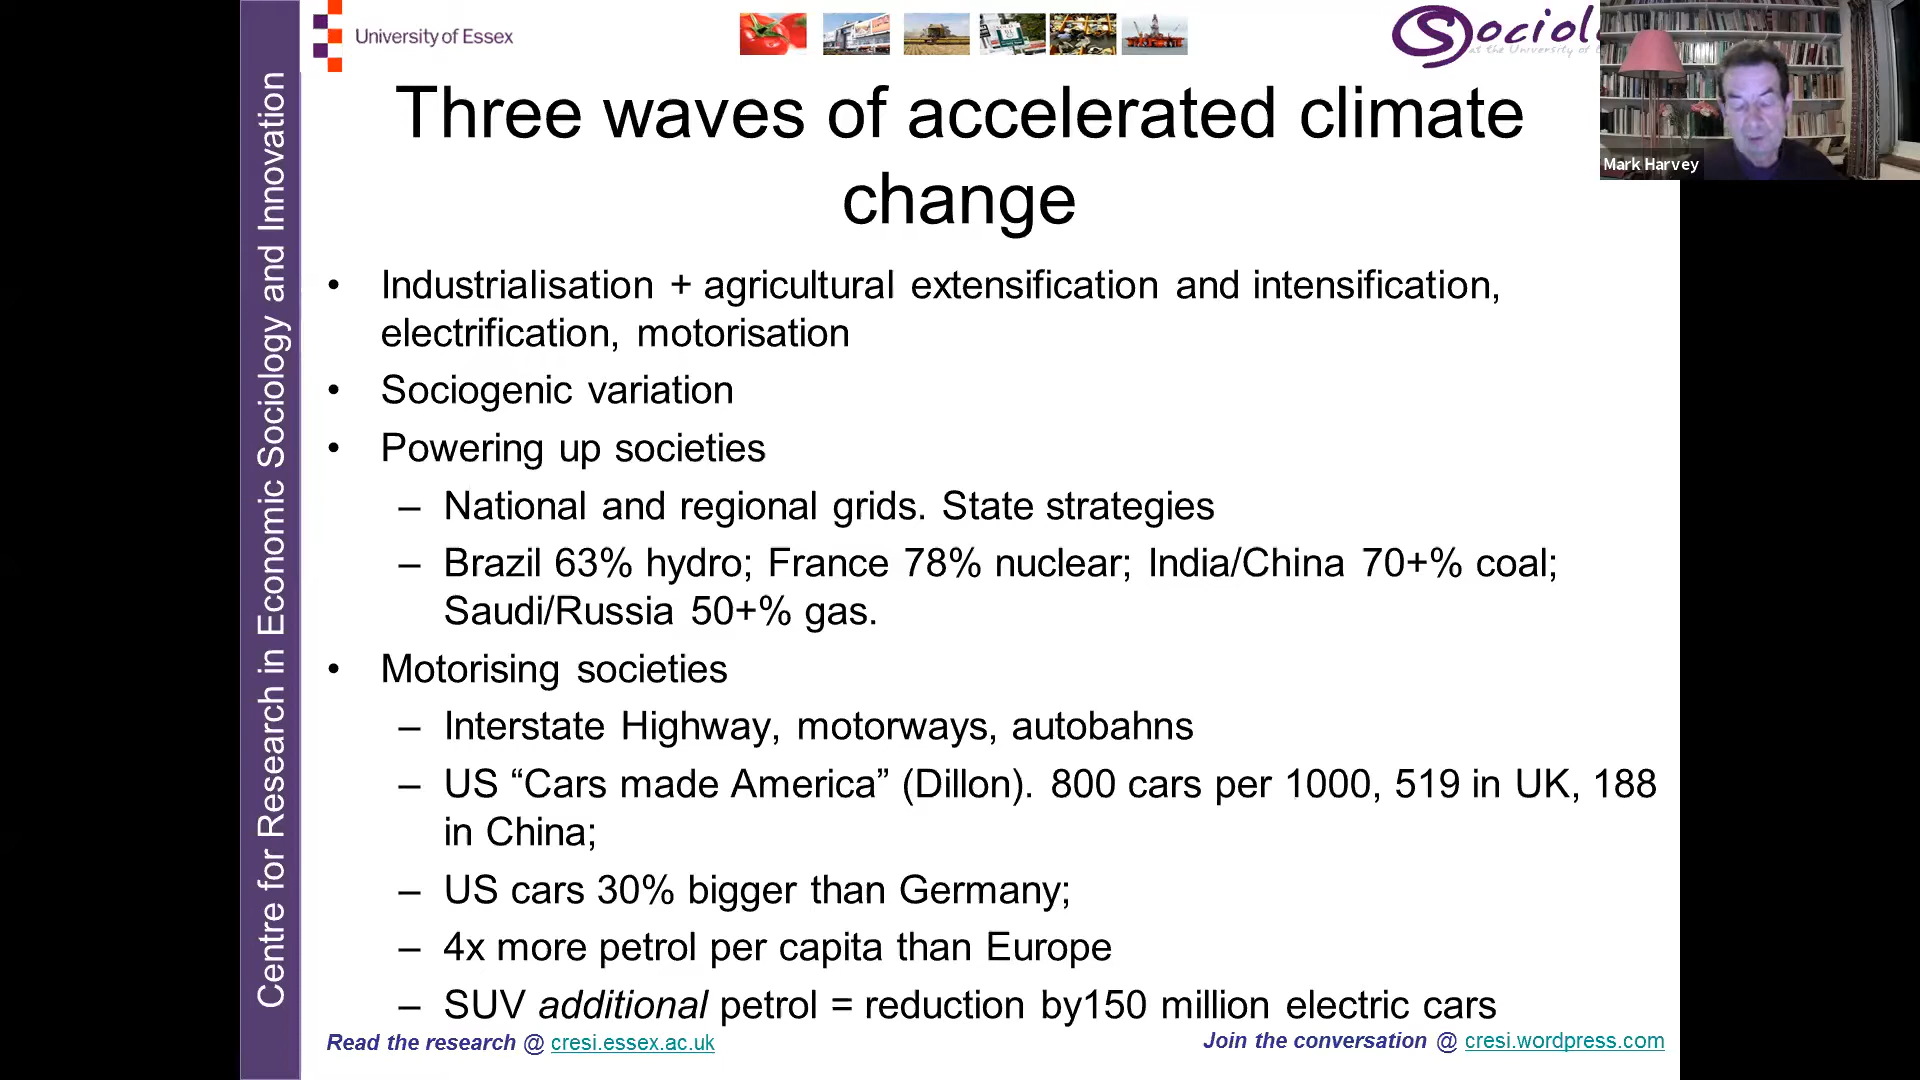 University of Essex
Sociol
at the University of
Mark Harvey
Centre for Research in Economic Sociology and Innovation
Three waves of accelerated climate
change
• Industrialisation + agricultural extensification and intensification,
electrification, motorisation
• Sociogenic variation
• Powering up societies
– National and regional grids. State strategies
– Brazil 63% hydro; France 78% nuclear; India/China 70+% coal;
Saudi/Russia 50+% gas.
• Motorising societies
– Interstate Highway, motorways, autobahns
– US “Cars made America” (Dillon). 800 cars per 1000, 519 in UK, 188
in China;
– US cars 30% bigger than Germany;
– 4x more petrol per capita than Europe
– SUV additional petrol = reduction by150 million electric cars
Read the research @ cresi.essex.ac.uk
Join the conversation @ cresi.wordpress.com